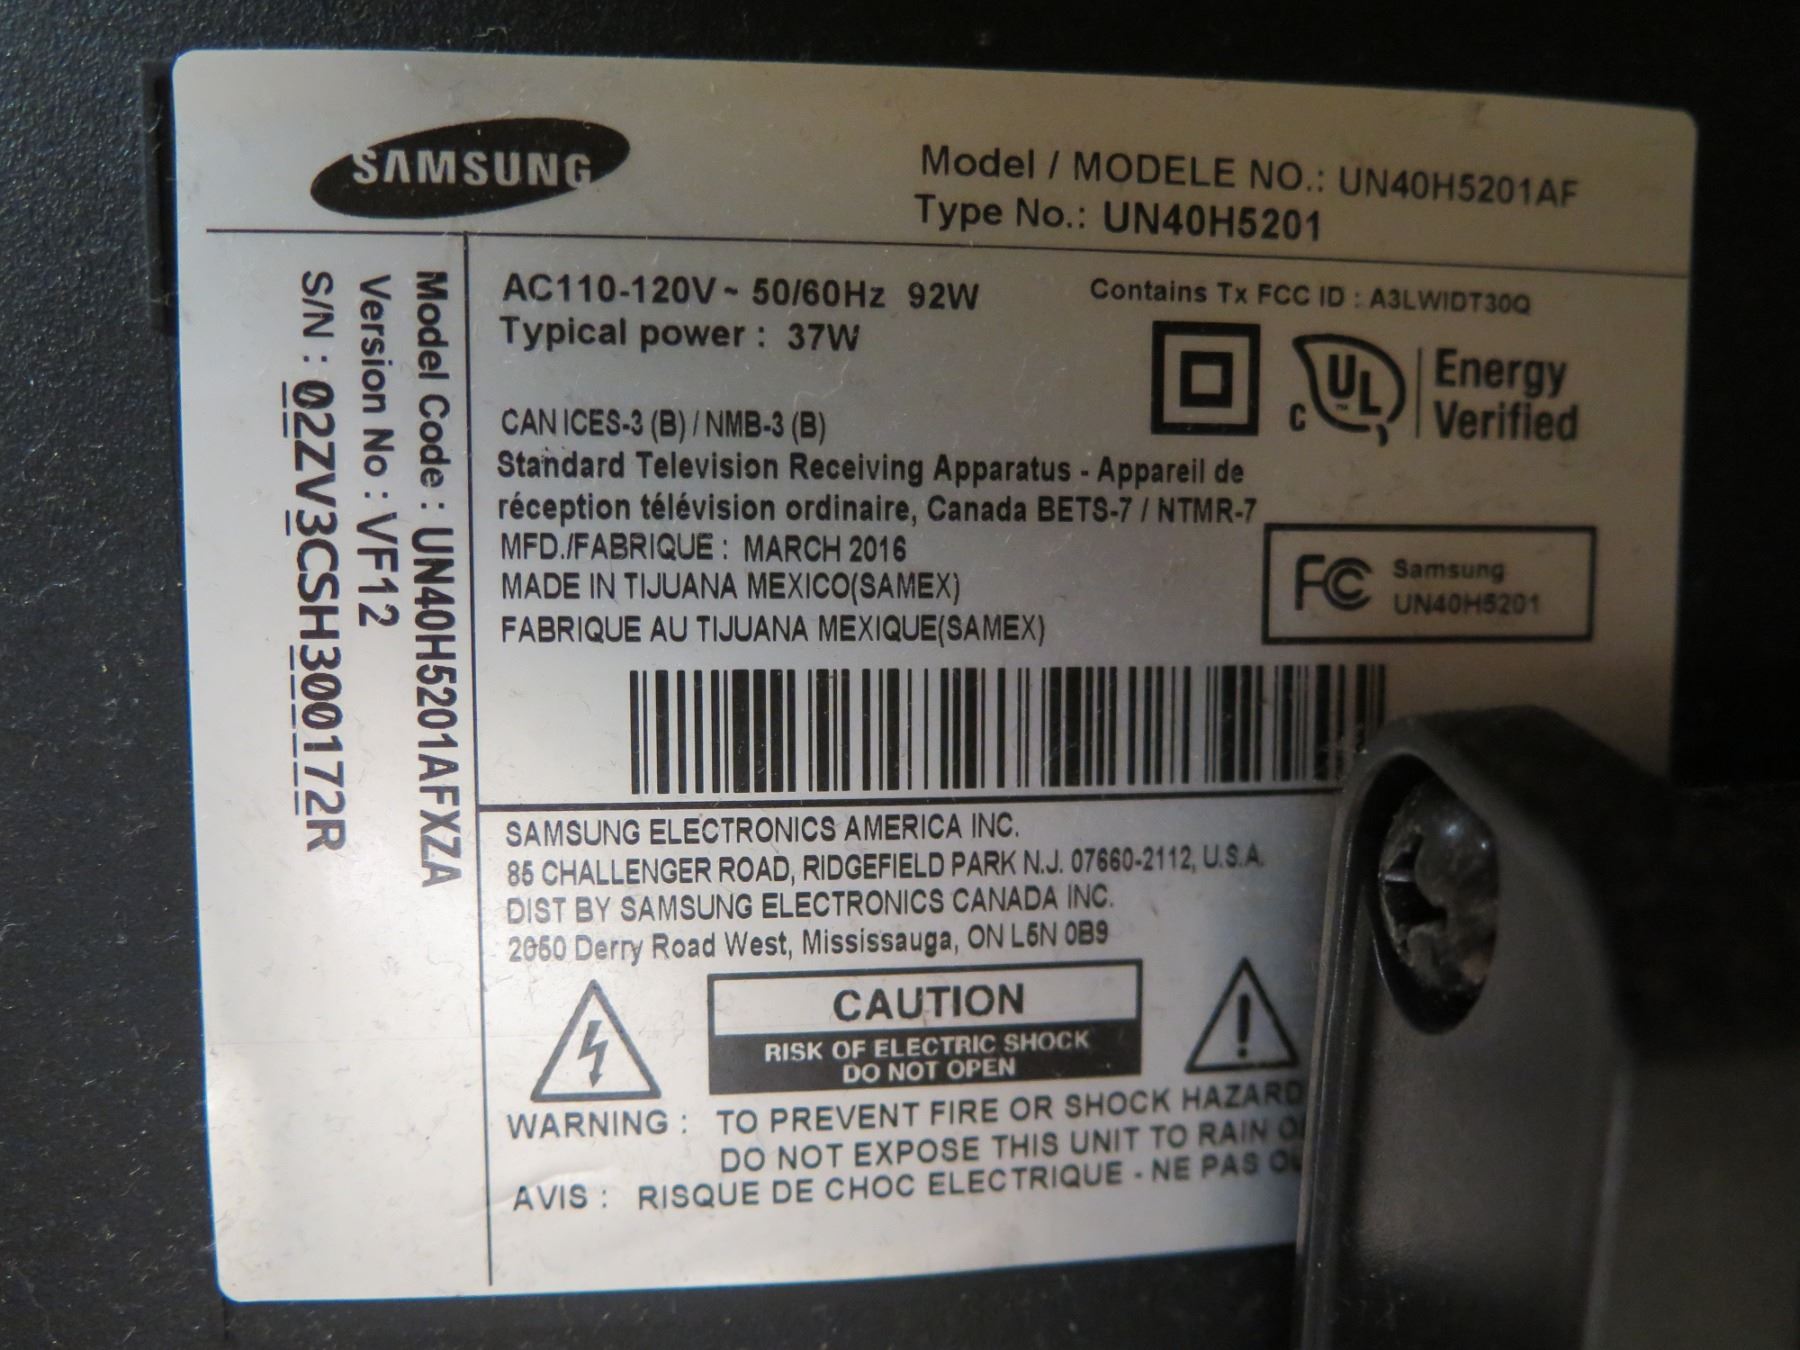 SAMSUNG
Model / MODELE NO.: UN40H5201AF
Type No.: UN40H5201
Model Code : UN40H5201AFXZA
Version No : VF12
S/N : 02ZV3CSH300172R
AC110-120V~ 50/60Hz 92W
Typical power : 37W
Contains Tx FCC ID : A3LWIDT30Q
C UL
Energy
Verified
CAN ICES-3 (B) / NMB-3 (B)
Standard Television Receiving Apparatus - Appareil de
réception télévision ordinaire, Canada BETS-7 / NTMR-7
MFD./FABRIQUE : MARCH 2016
MADE IN TIJUANA MEXICO(SAMEX)
FABRIQUE AU TIJUANA MEXIQUE(SAMEX)
FC Samsung
UN40H5201
SAMSUNG ELECTRONICS AMERICA INC.
85 CHALLENGER ROAD, RIDGEFIELD PARK N.J. 07660-2112, U.S.A.
DIST BY SAMSUNG ELECTRONICS CANADA INC.
Derry Road West, Mississauga, ON L5N 0B9
CAUTION
RISK OF ELECTRIC SHOCK
DO NOT OPEN
WARNING : TO PREVENT FIRE OR SHOCK HAZARD
DO NOT EXPOSE THIS UNIT TO RAIN
AVIS : RISQUE DE CHOC ELECTRIQUE - NE PAS